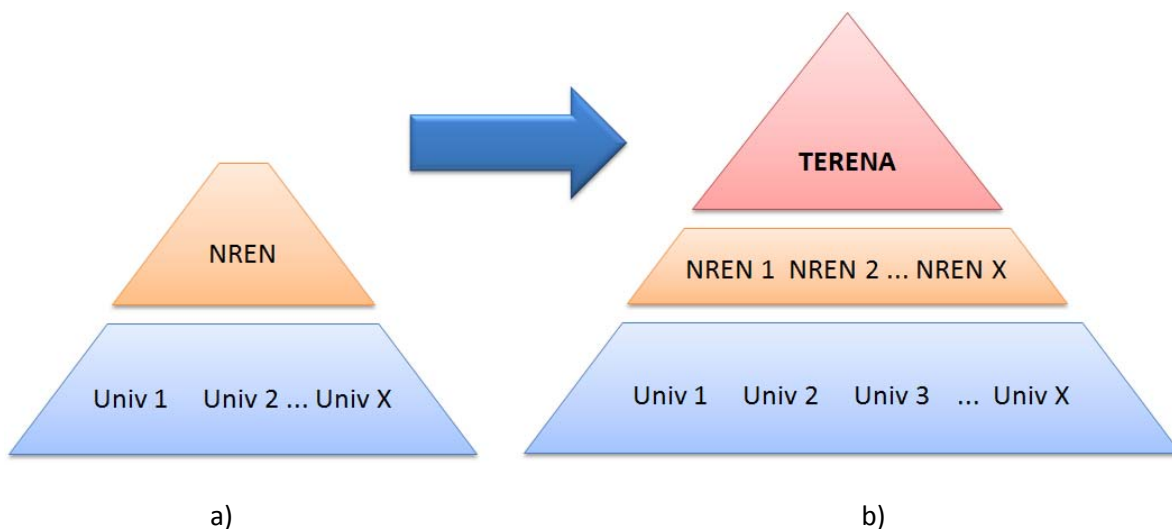 NREN
Univ 1 Univ 2 ... Univ X
a)
TERENA
NREN 1 NREN 2 ... NREN X
Univ 1 Univ 2 Univ 3 ... Univ X
b)